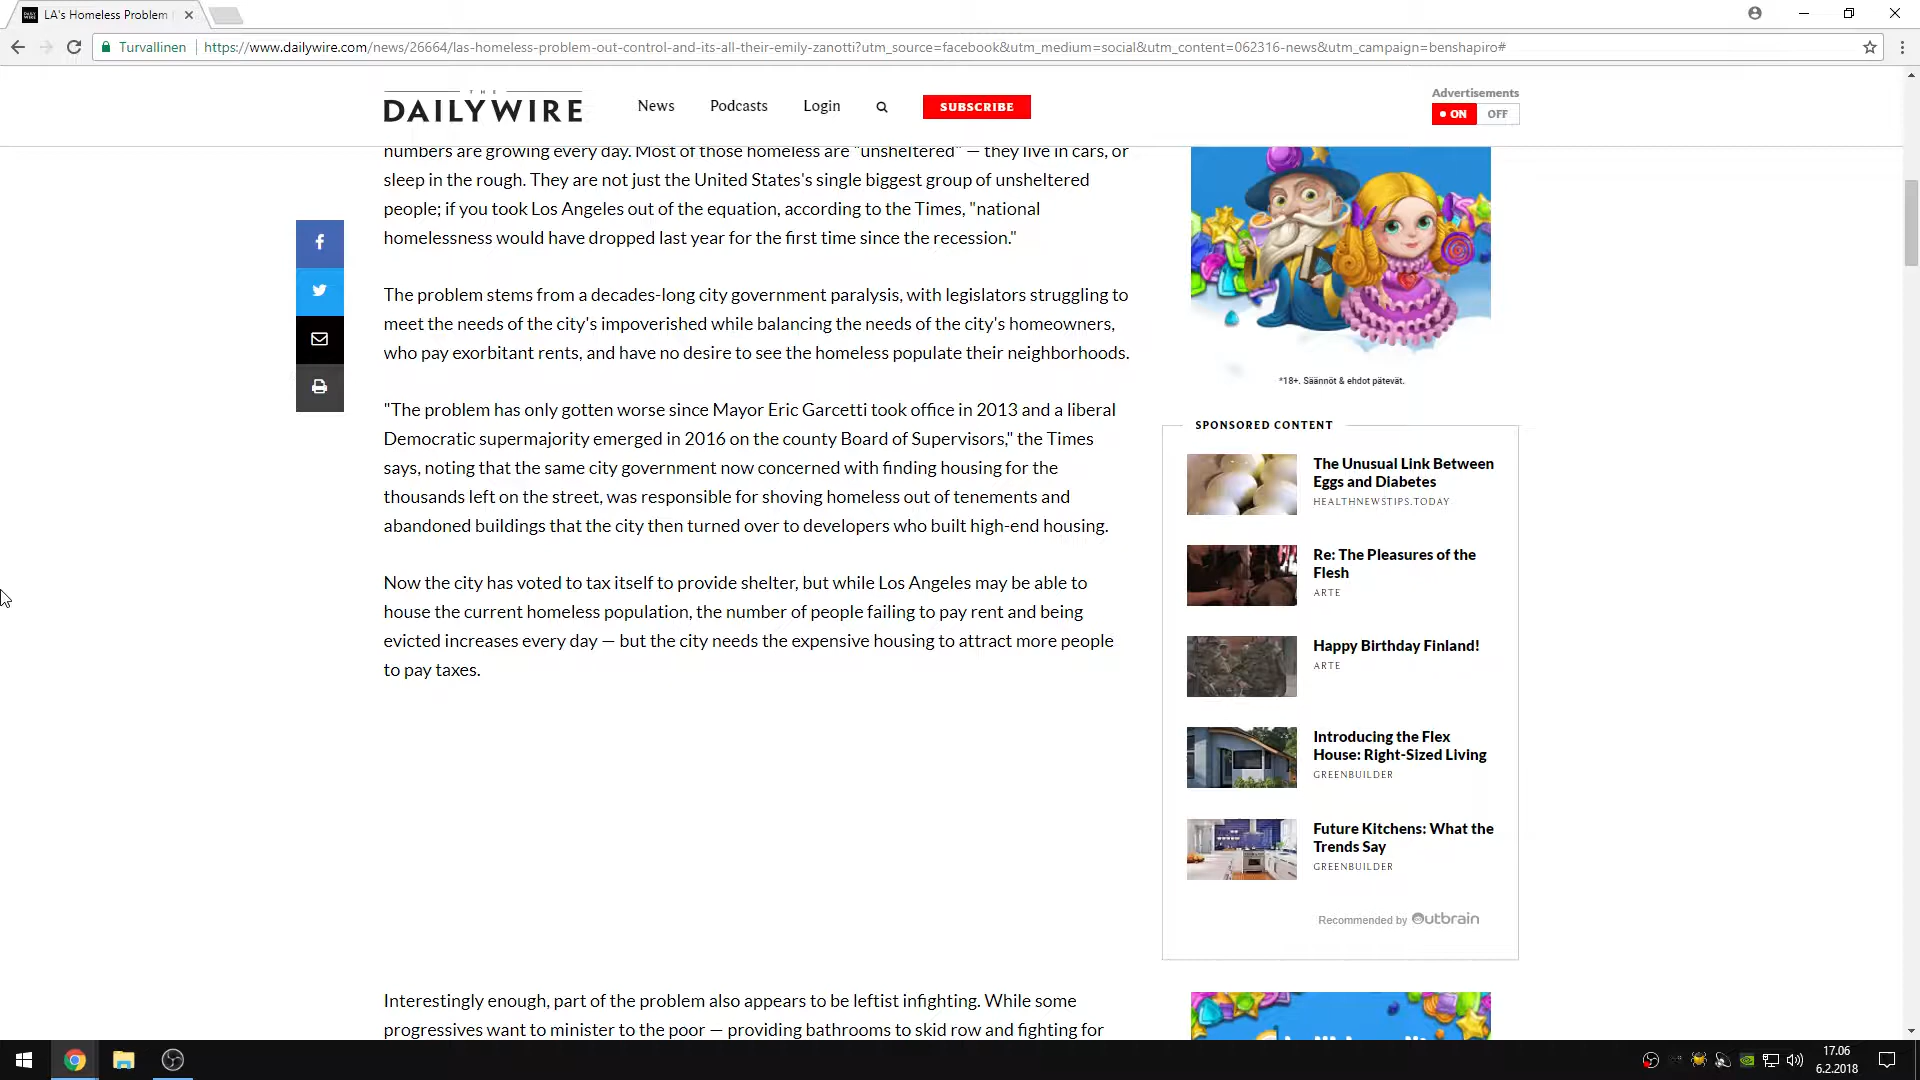 LA's Homeless Problem
Turvallinen
https://www.dailywire.com/news/26664/las-homeless-problem-out-control-and-its-all-their-emily-zanotti?utm_source=facebook&utm_medium=social&utm_content=062316-news&utm_campaign=benshapiro#
THE
DAILYWIRE
News
Podcasts
Login
SUBSCRIBE
Advertisements
ON
OFF
numbers are growing every day. Most of those homeless are "unsheltered" — they live in cars, or
sleep in the rough. They are not just the United States's single biggest group of unsheltered
people; if you took Los Angeles out of the equation, according to the Times, "national
homelessness would have dropped last year for the first time since the recession."
The problem stems from a decades-long city government paralysis, with legislators struggling to
meet the needs of the city's impoverished while balancing the needs of the city's homeowners,
who pay exorbitant rents, and have no desire to see the homeless populate their neighborhoods.
"The problem has only gotten worse since Mayor Eric Garcetti took office in 2013 and a liberal
Democratic supermajority emerged in 2016 on the county Board of Supervisors," the Times
says, noting that the same city government now concerned with finding housing for the
thousands left on the street, was responsible for shoving homeless out of tenements and
abandoned buildings that the city then turned over to developers who built high-end housing.
Now the city has voted to tax itself to provide shelter, but while Los Angeles may be able to
house the current homeless population, the number of people failing to pay rent and being
evicted increases every day — but the city needs the expensive housing to attract more people
to pay taxes.
Interestingly enough, part of the problem also appears to be leftist infighting. While some
progressives want to minister to the poor — providing bathrooms to skid row and fighting for
*18+. Säännöt & ehdot pätevät.
SPONSORED CONTENT
The Unusual Link Between
Eggs and Diabetes
HEALTHNEWSTIPS.TODAY
Re: The Pleasures of the
Flesh
ARTE
Happy Birthday Finland!
ARTE
Introducing the Flex
House: Right-Sized Living
GREENBUILDER
Future Kitchens: What the
Trends Say
GREENBUILDER
Recommended by Outbrain
17.06
6.2.2018